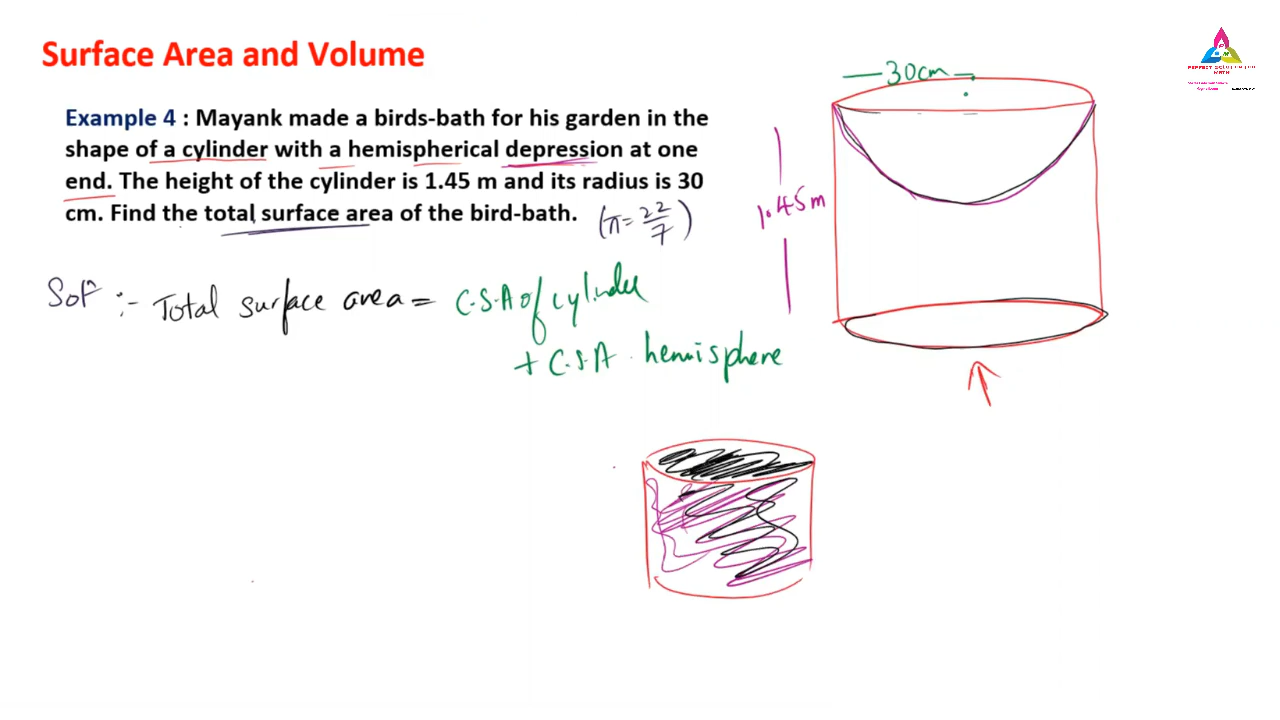 Surface Area and Volume
Example 4 : Mayank made a birds-bath for his garden in the
shape of a cylinder with a hemispherical depression at one
end. The height of the cylinder is 1.45 m and its radius is 30
cm. Find the total surface area of the bird-bath. (π = 22/7)
Sol :- Total surface area = C.S.A of cylinder
+ C.S.A. hemisphere
30cm
1.45m